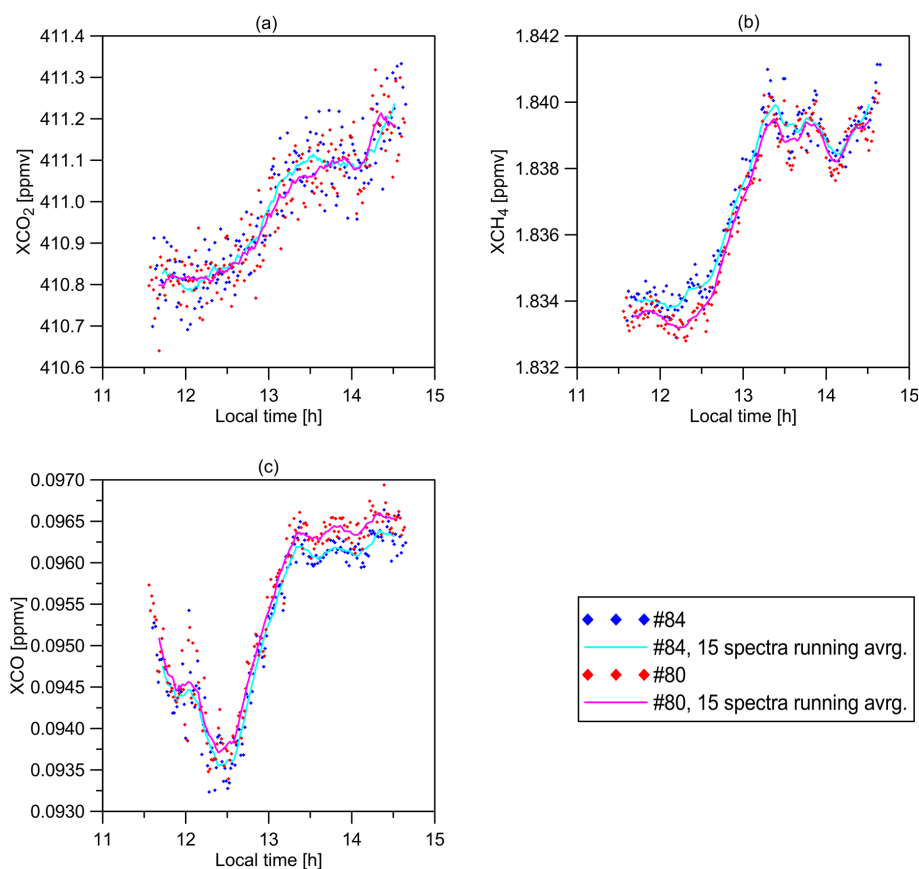 (a)
411.4
411.3
411.2
411.1
411.0
410.9
410.8
410.7
410.6
XCO2 [ppmv]
11 12 13 14 15
Local time [h]
(b)
1.842
1.840
1.838
1.836
1.834
1.832
XCH4 [ppmv]
11 12 13 14 15
Local time [h]
(c)
0.0970
0.0965
0.0960
0.0955
0.0950
0.0945
0.0940
0.0935
0.0930
XCO [ppmv]
11 12 13 14 15
Local time [h]
#84
#84, 15 spectra running avrg.
#80
#80, 15 spectra running avrg.